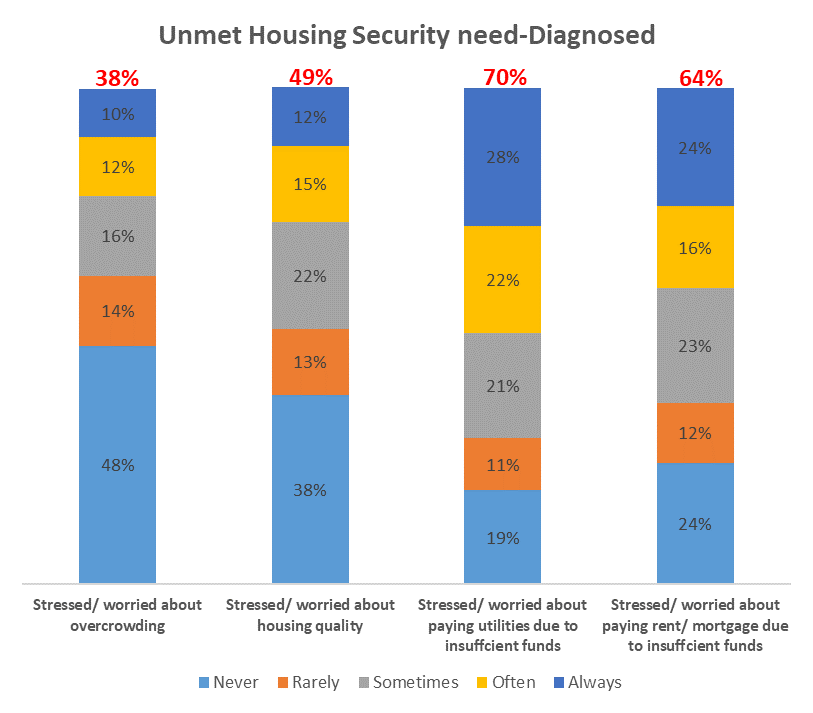 Unmet Housing Security need-Diagnosed
38% 49% 70% 64%
10% 12% 28% 24%
12% 15% 22% 16%
16% 22% 21% 23%
14% 13% 11% 12%
48% 38% 19% 24%
Stressed/ worried about
overcrowding
Stressed/ worried about
housing quality
Stressed/ worried about
paying utilities due to
insuffcient funds
Stressed/ worried about
paying rent/ mortgage due
to insuffcient funds
Never Rarely Sometimes Often Always